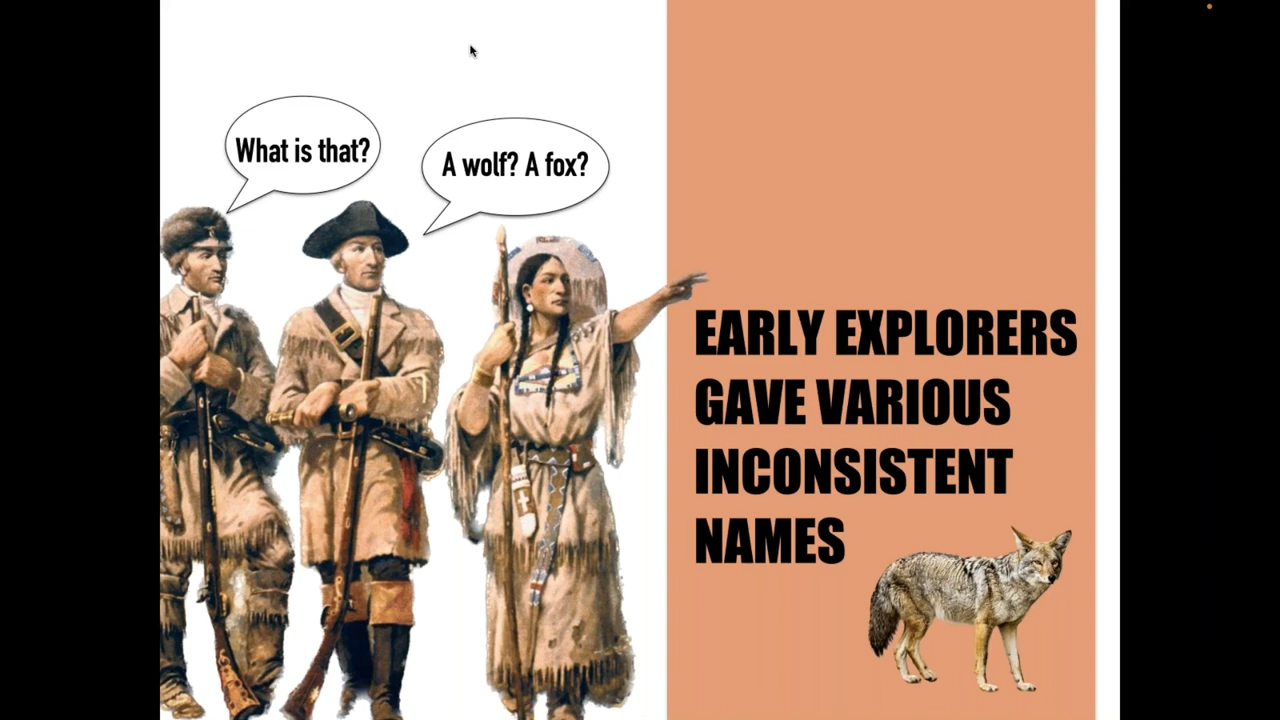 What is that?
A wolf? A fox?
EARLY EXPLORERS
GAVE VARIOUS
INCONSISTENT
NAMES